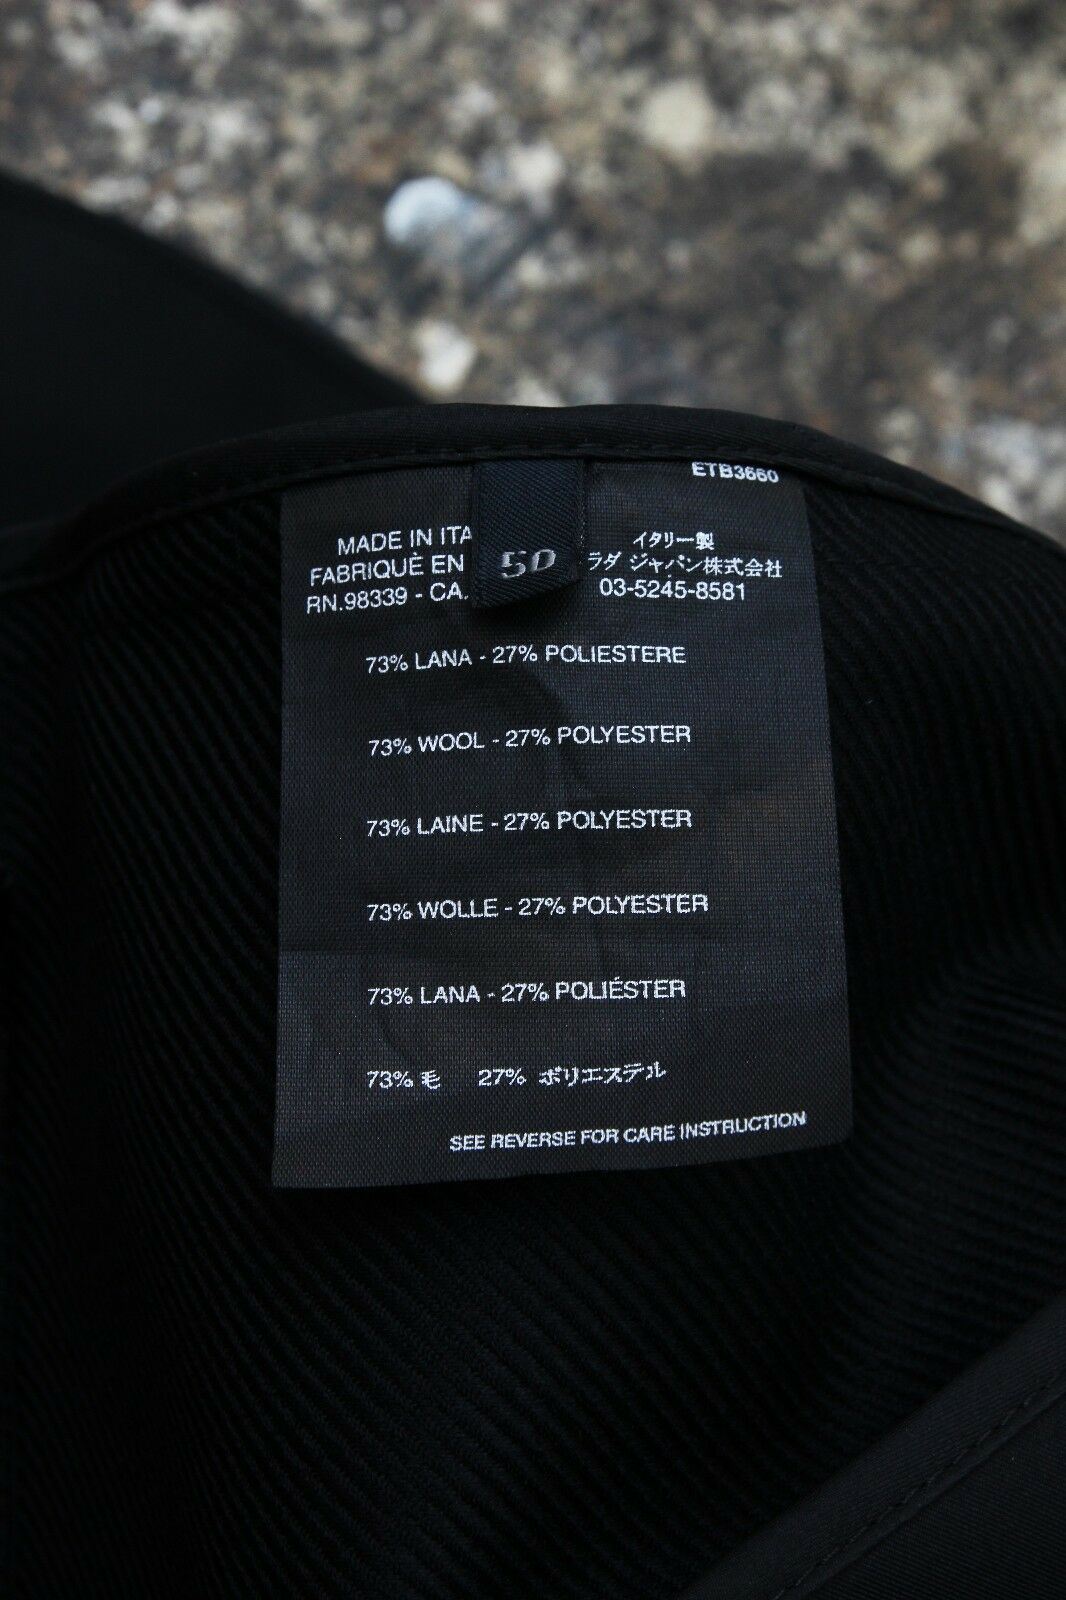 ETB3660
MADE IN ITA
FABRIQUÉ EN
RN.98339 - CA.
50
イタリー製
ラダ ジャパン株式会社
03-5245-8581
73% LANA - 27% POLIESTERE
73% WOOL - 27% POLYESTER
73% LAINE - 27% POLYESTER
73% WOLLE - 27% POLYESTER
73% LANA - 27% POLIÉSTER
73% 毛 27% ポリエステル
SEE REVERSE FOR CARE INSTRUCTION